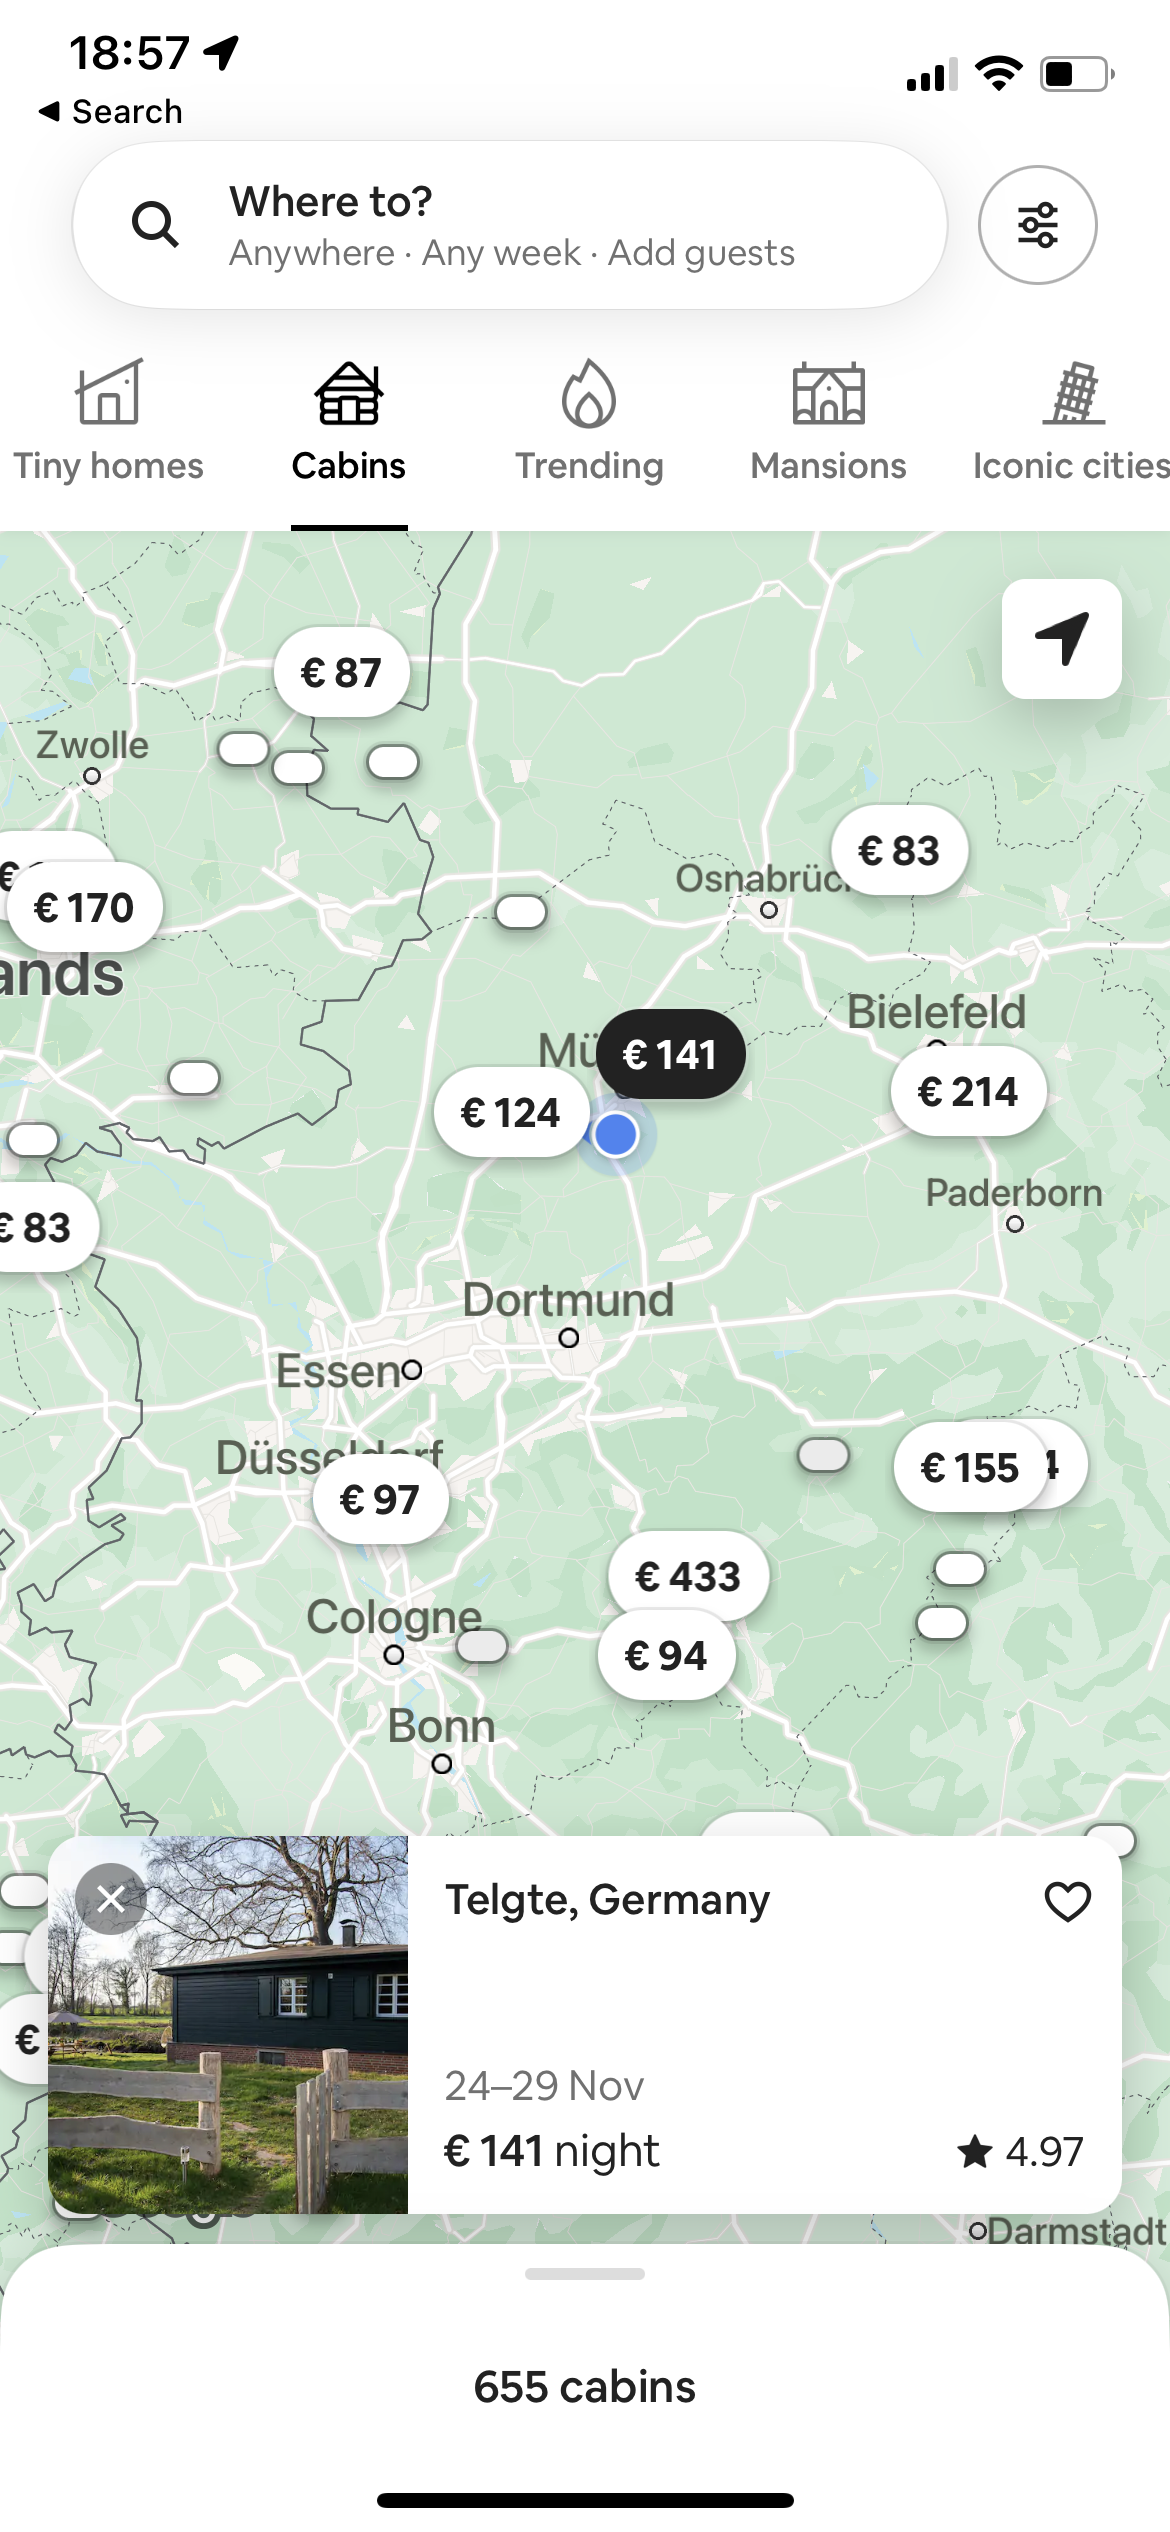 18:57
Search
Where to?
Anywhere · Any week · Add guests
Tiny homes
Cabins
Trending
Mansions
Iconic cities
€ 87
Zwolle
€ 83
Osnabrüc
€
€ 170
ands
Bielefeld
Mü
€ 141
€ 214
€ 124
Paderborn
€ 83
Dortmund
Essen
Düsseldorf
€ 155
4
€ 97
€ 433
Cologne
€ 94
Bonn
Telgte, Germany
€
24–29 Nov
€ 141 night
4.97
Darmstadt
655 cabins